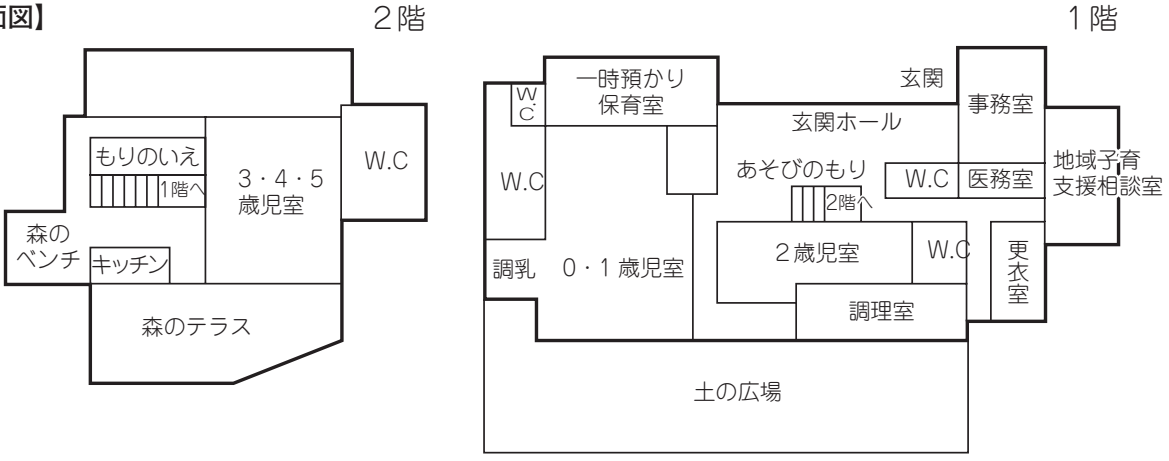 面図】
2階
もりのいえ
1階へ
3・4・5
歳児室
W.C
森の
ベンチ
キッチン
森のテラス
1階
一時預かり
保育室
W.
C
玄関
事務室
玄関ホール
地域子育
支援相談室
あそびのもり
W.C
医務室
W.C
2階へ
2歳児室
W.C
更
衣
室
調乳
0・1歳児室
調理室
土の広場